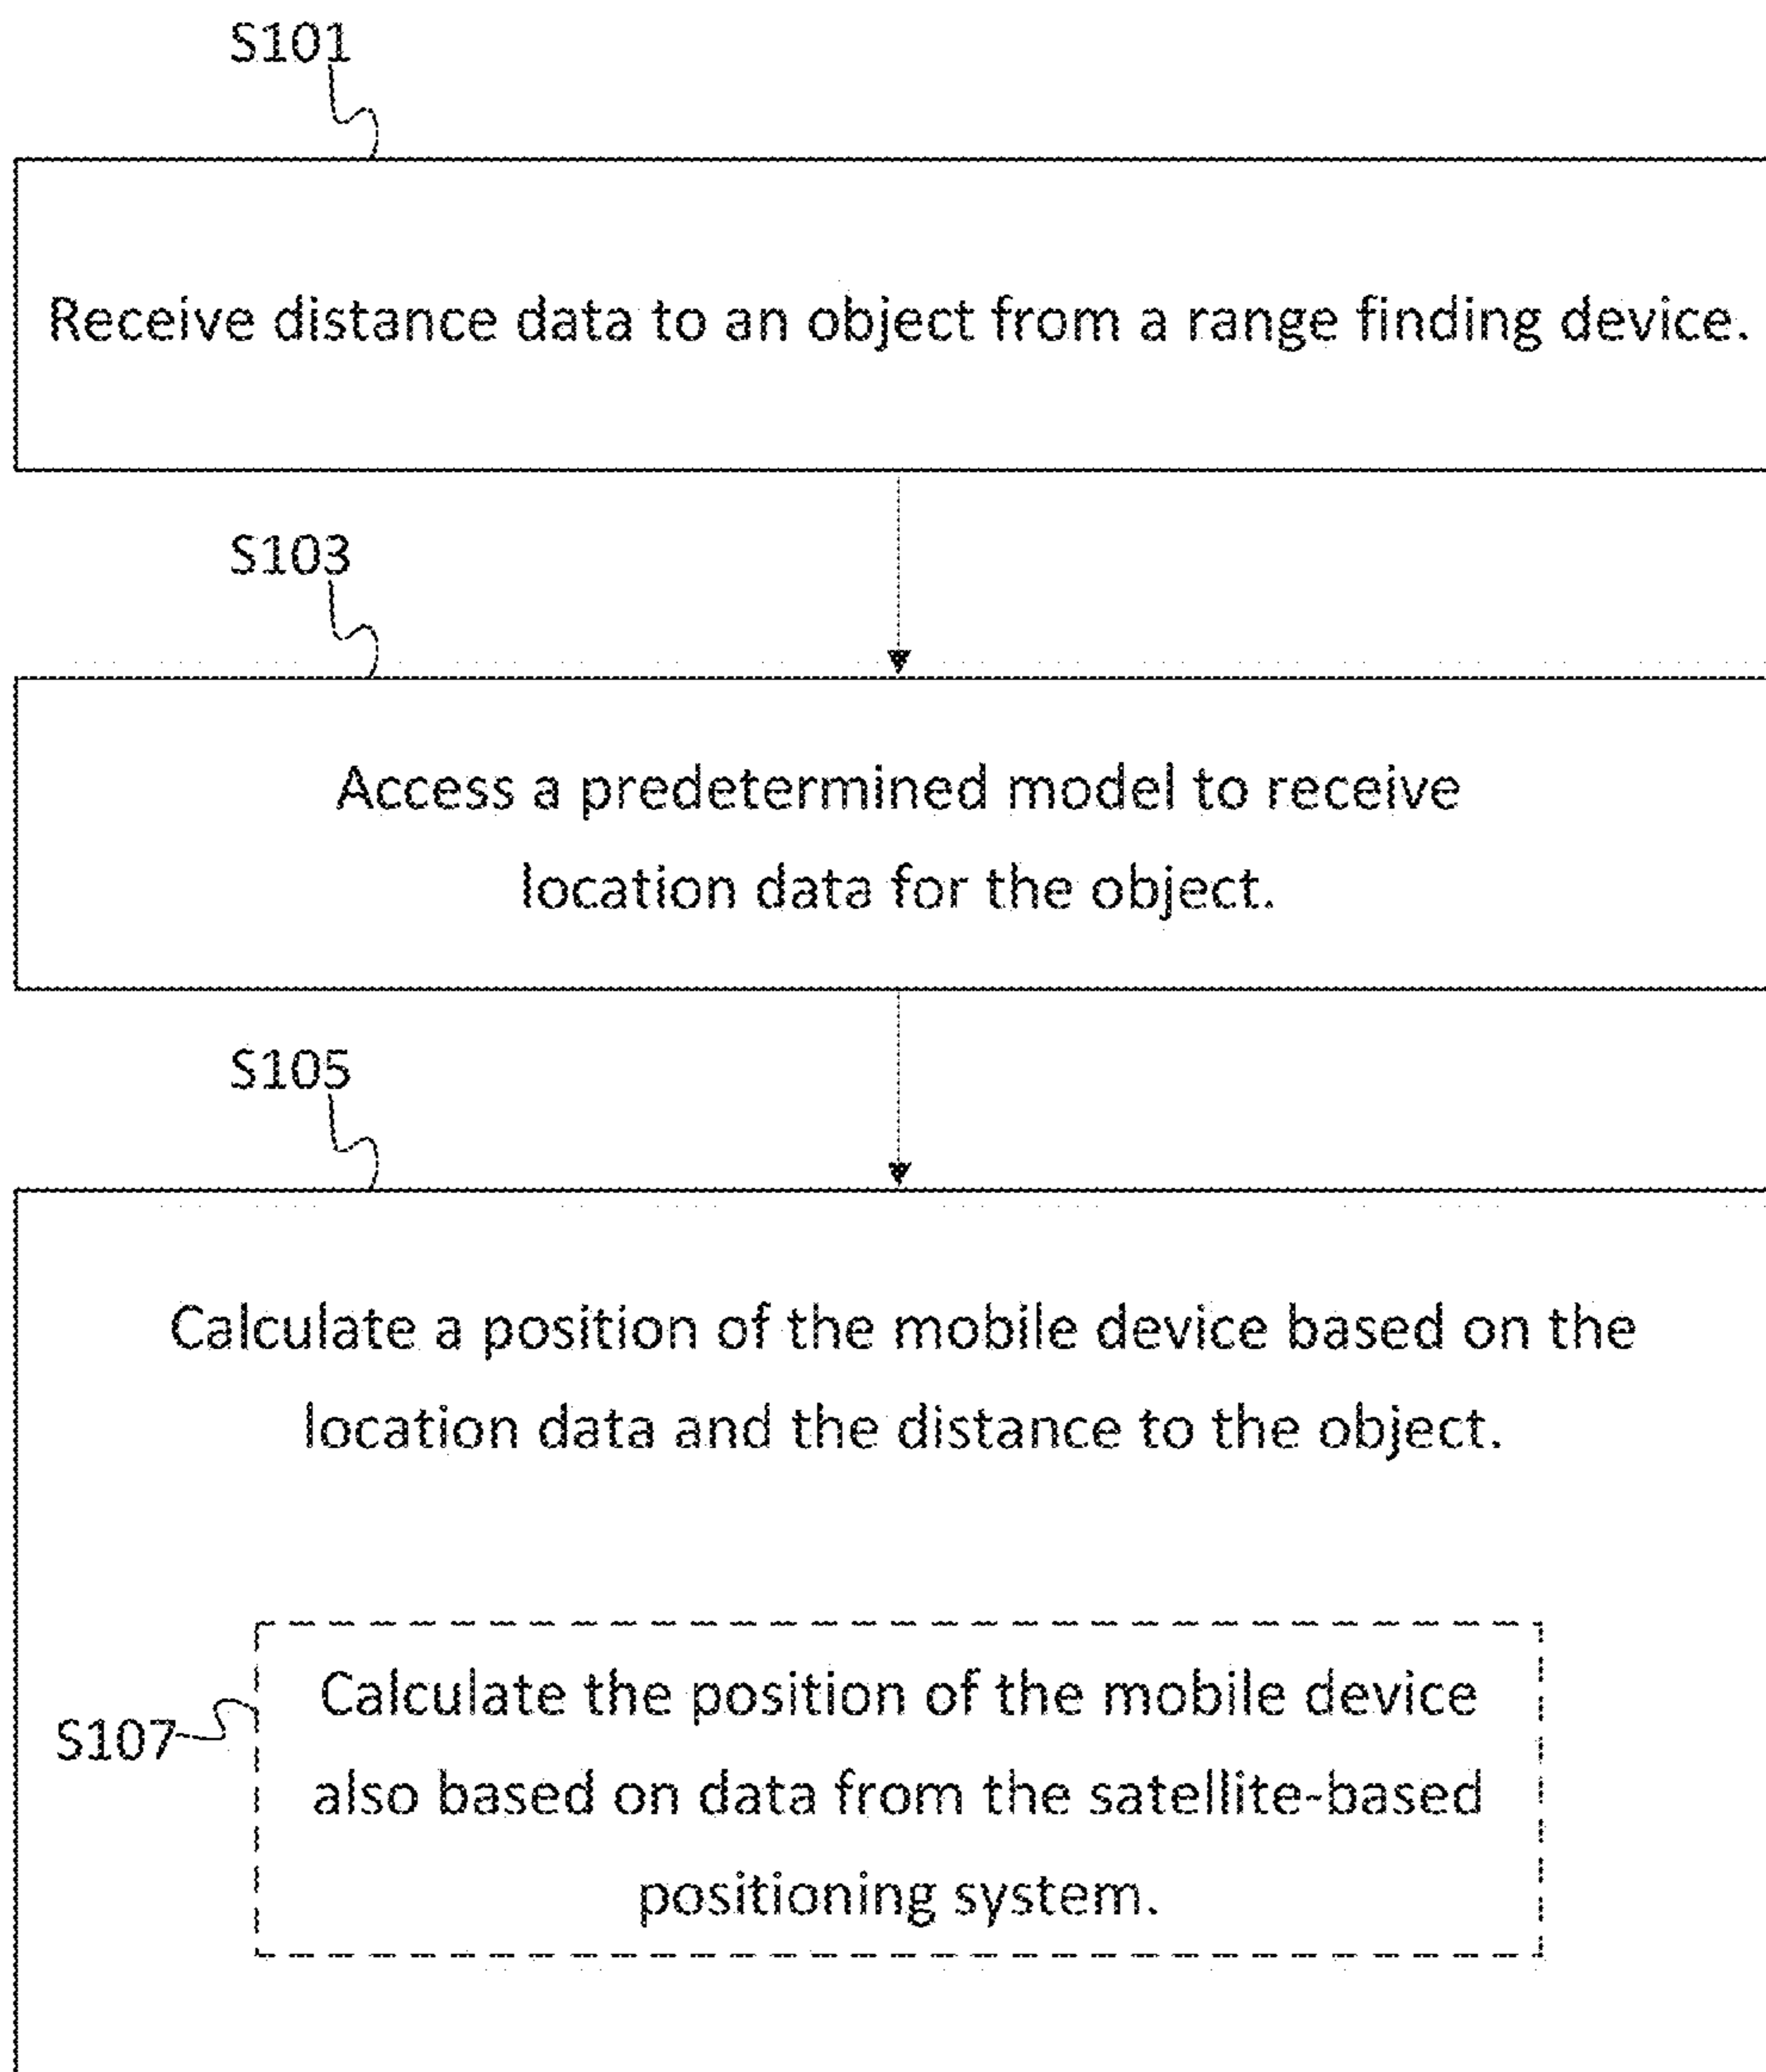 S101
Receive distance data to an object from a range finding device.
S103
Access a predetermined model to receive
location data for the object.
S105
Calculate a position of the mobile device based on the
location data and the distance to the object.
S107
Calculate the position of the mobile device
also based on data from the satellite-based
positioning system.